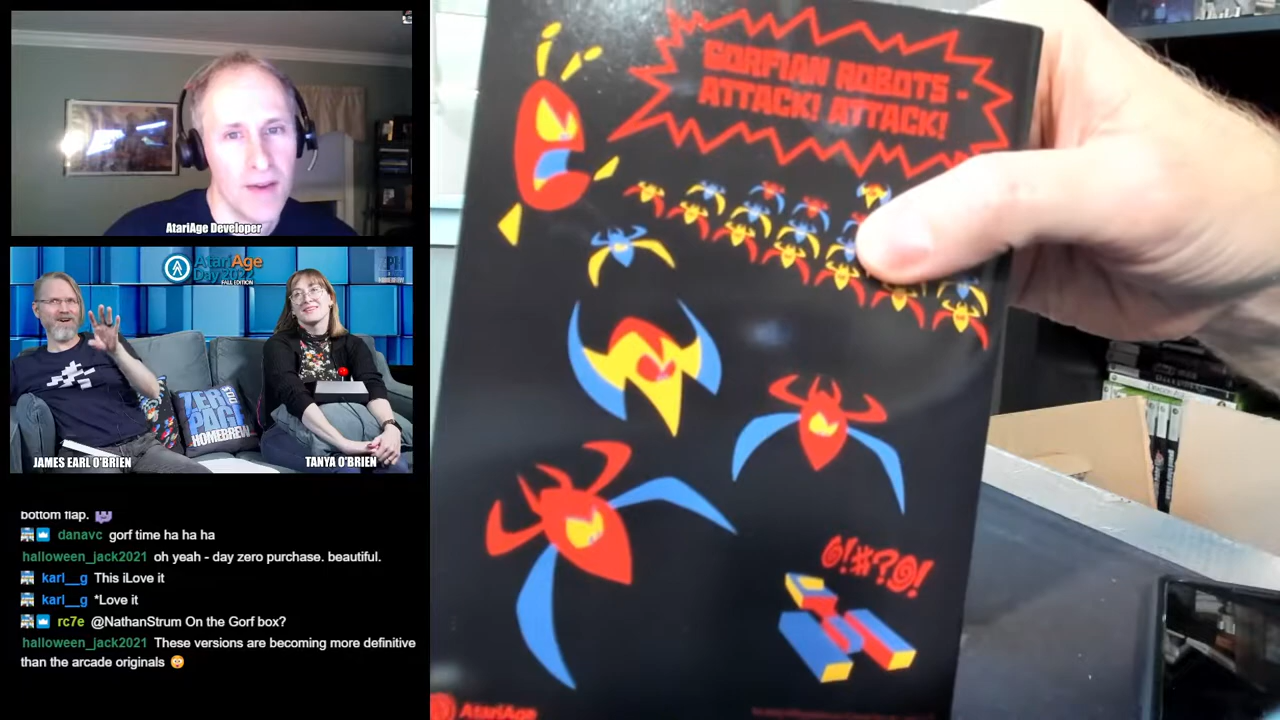 AtariAge Developer
AtariAge
Day 2022
FALL EDITION
ZERO
PAGE
HOMEBREW
JAMES EARL O'BRIEN
TANYA O'BRIEN
bottom flap.
danavc gorf time ha ha ha
halloween_jack2021 oh yeah - day zero purchase. beautiful.
karl__g This iLove it
karl__g *Love it
rc7e @NathanStrum On the Gorf box?
halloween_jack2021 These versions are becoming more definitive
than the arcade originals 😳
GORFIAN ROBOTS -
ATTACK! ATTACK!
@!#?@!
AtariAge